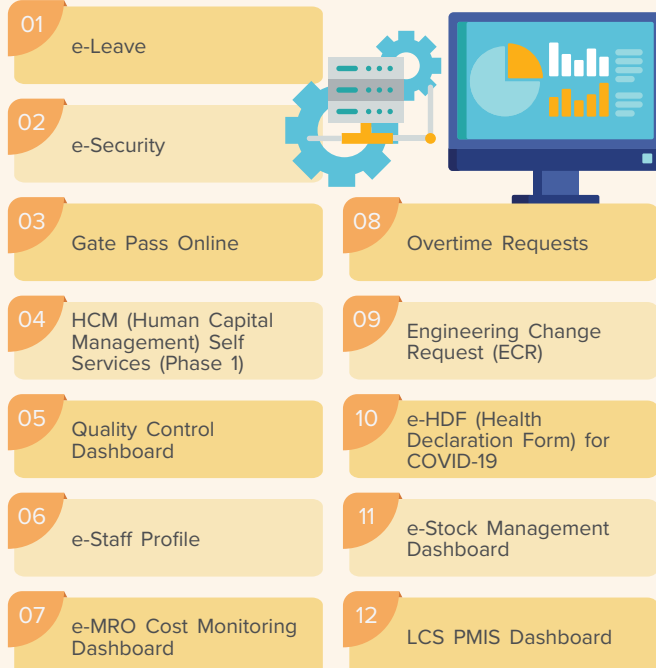 01
e-Leave
02
e-Security
03
Gate Pass Online
04
HCM (Human Capital
Management) Self
Services (Phase 1)
05
Quality Control
Dashboard
06
e-Staff Profile
07
e-MRO Cost Monitoring
Dashboard
08
Overtime Requests
09
Engineering Change
Request (ECR)
10
e-HDF (Health
Declaration Form) for
COVID-19
11
e-Stock Management
Dashboard
12
LCS PMIS Dashboard